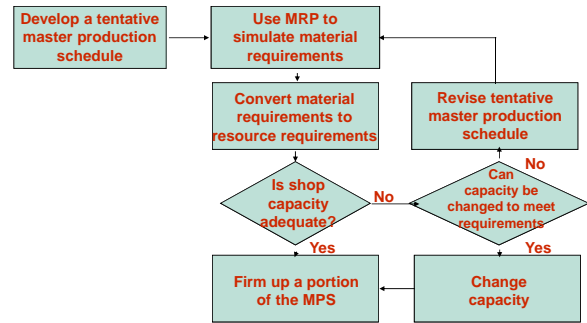 Develop a tentative
master production
schedule
Use MRP to
simulate material
requirements
Convert material
requirements to
resource requirements
Revise tentative
master production
schedule
Is shop
capacity
adequate?
No
Can
capacity be
changed to meet
requirements
No
Yes
Yes
Firm up a portion
of the MPS
Change
capacity